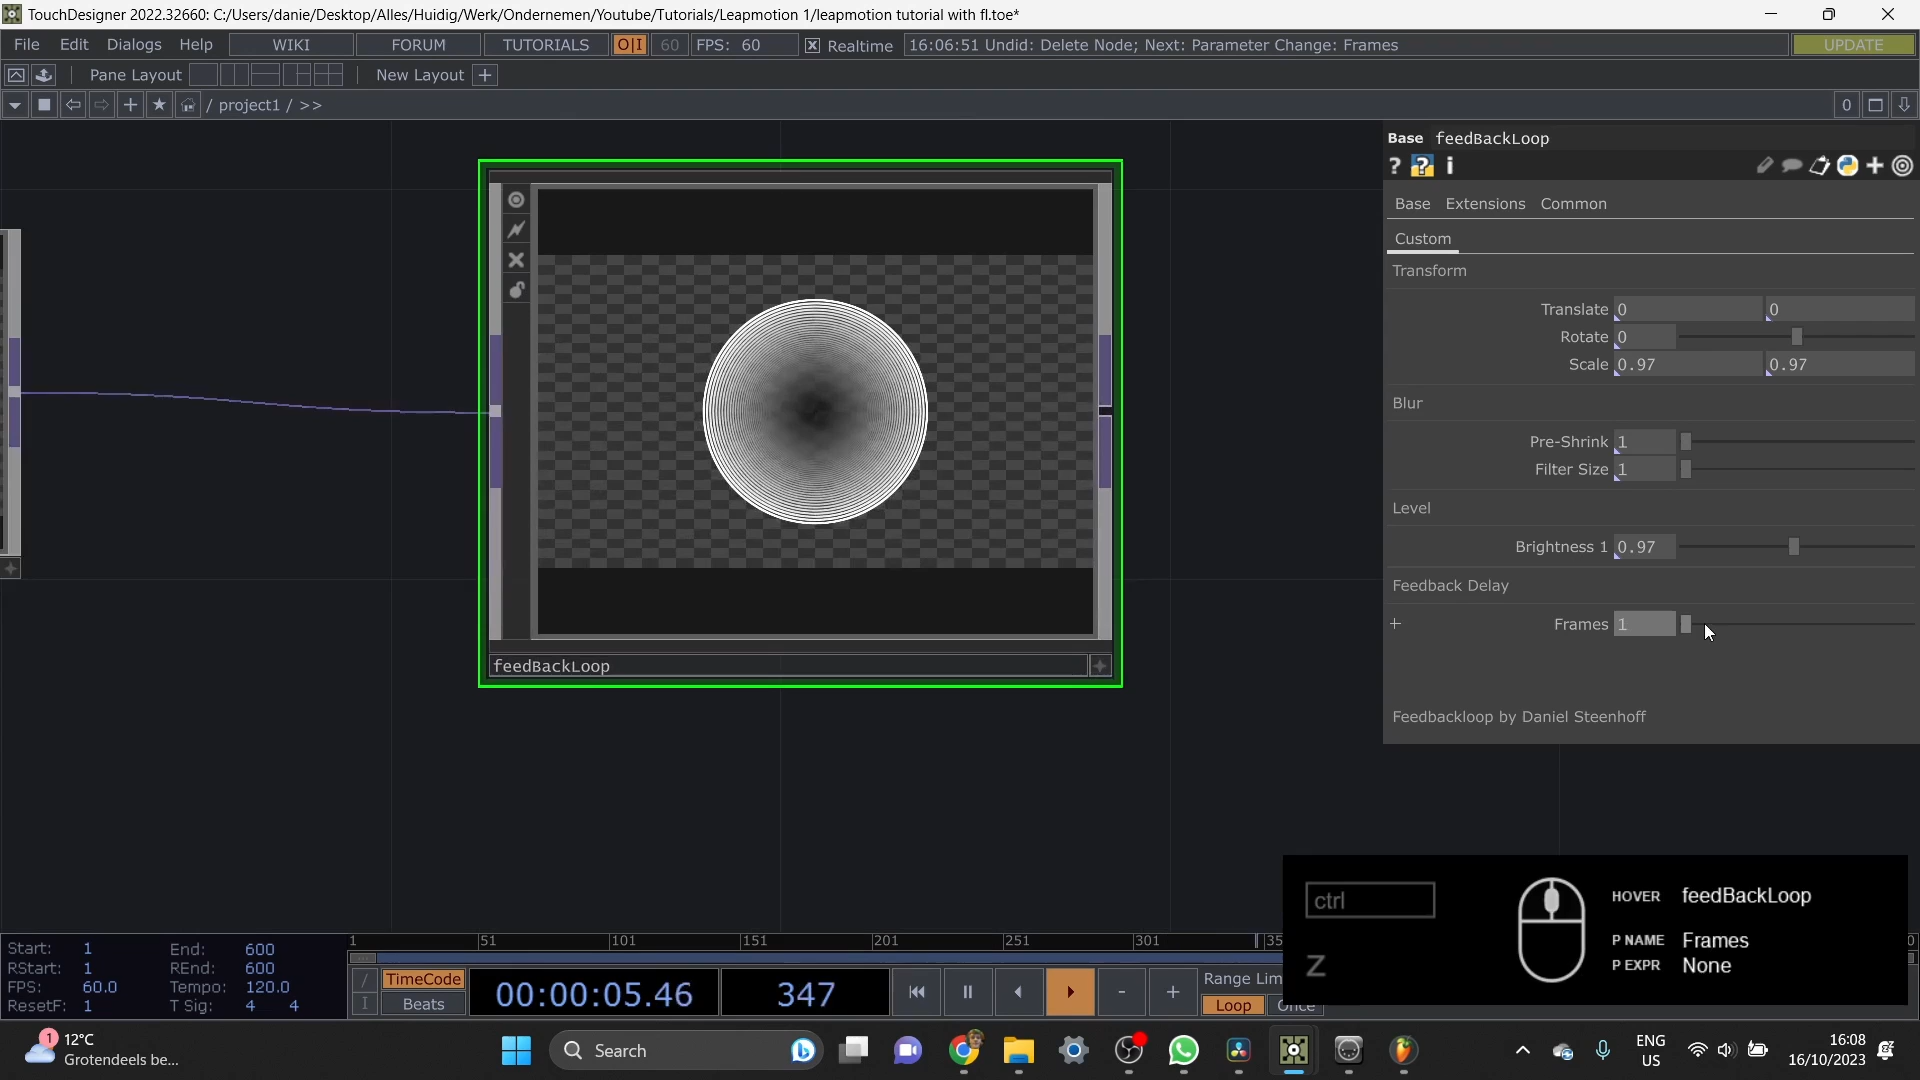 TouchDesigner 2022.32660: C:/Users/danie/Desktop/Alles/Huidig/Werk/Ondernemen/Youtube/Tutorials/Leapmotion 1/leapmotion tutorial with fl.toe*
File Edit Dialogs Help WIKI FORUM TUTORIALS O|I 60 FPS: 60 Realtime 16:06:51 Undid: Delete Node; Next: Parameter Change: Frames UPDATE
Pane Layout New Layout +
/ project1 / >> 0
Base feedBackLoop
? ? i
Base Extensions Common
Custom
Transform
Translate 0 0
Rotate 0
Scale 0.97 0.97
Blur
Pre-Shrink 1
Filter Size 1
Level
Brightness 1 0.97
Feedback Delay
+ Frames 1
feedBackLoop
Feedbackloop by Daniel Steenhoff
ctrl
Z
HOVER feedBackLoop
P NAME Frames
P EXPR None
Start: 1 End: 600
RStart: 1 REnd: 600
FPS: 60.0 Tempo: 120.0
ResetF: 1 T Sig: 4 4
1 51 101 151 201 251 301 35
TimeCode
Beats
00:00:05.46 347
- +
Range Lim
Loop Once
1 12°C
Grotendeels be...
Search
ENG
US
16:08
16/10/2023